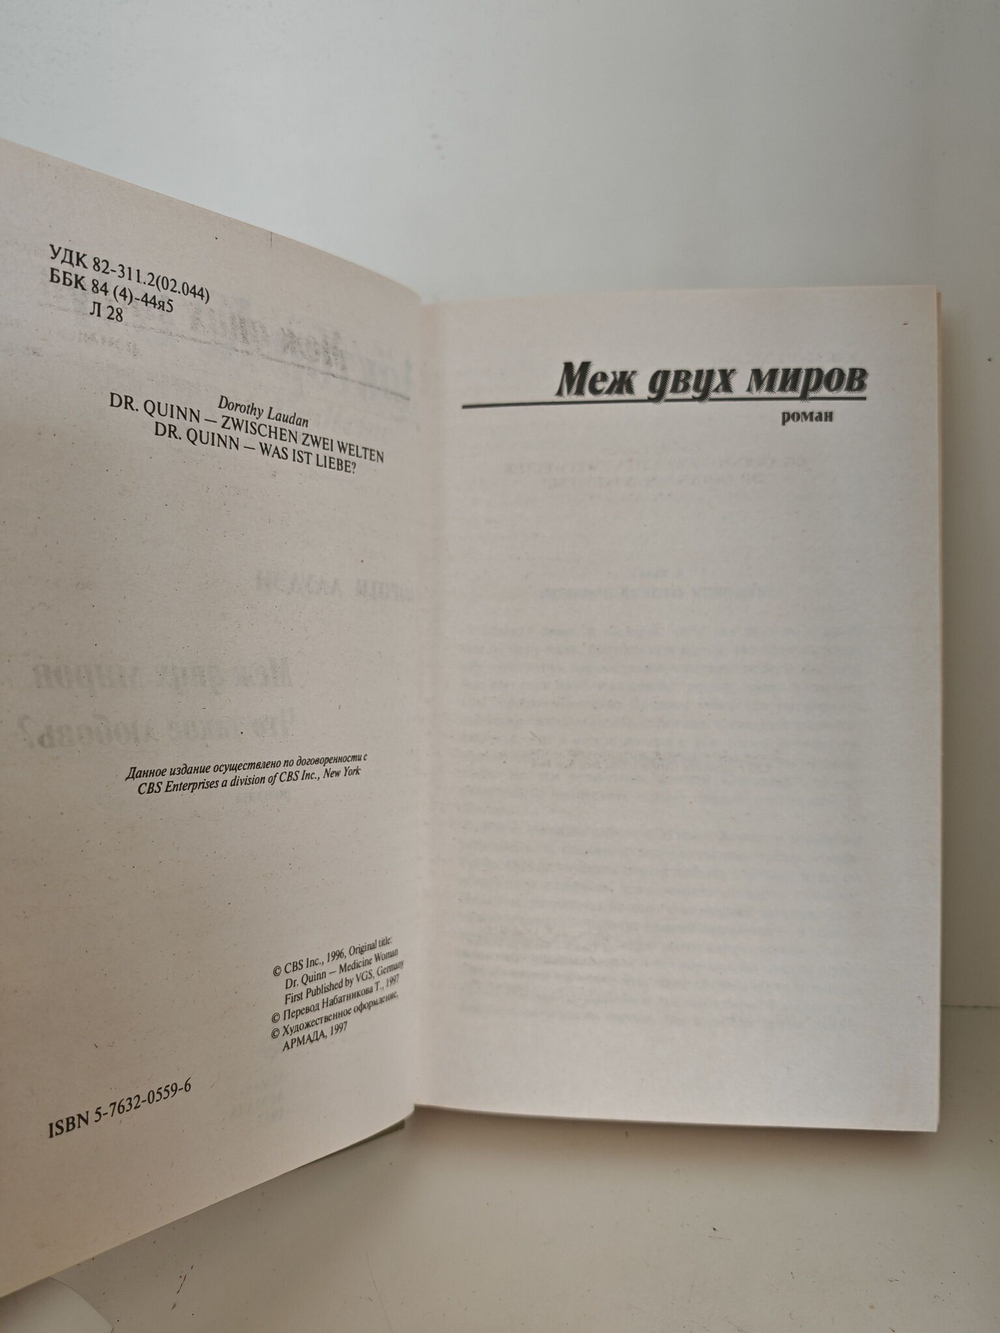 УДК 82-311.2(02.044)
ББК 84 (4)-44я5
Л 28
Dorothy Laudan
DR. QUINN — ZWISCHEN ZWEI WELTEN
DR. QUINN — WAS IST LIEBE?
Данное издание осуществлено по договоренности с
CBS Enterprises a division of CBS Inc., New York
© CBS Inc., 1996, Original title:
Dr. Quinn — Medicine Woman
First Published by VGS, Germany
© Перевод Набатникова Т., 1997
© Художественное оформление,
АРМАДА, 1997
ISBN 5-7632-0559-6
Меж двух миров
роман